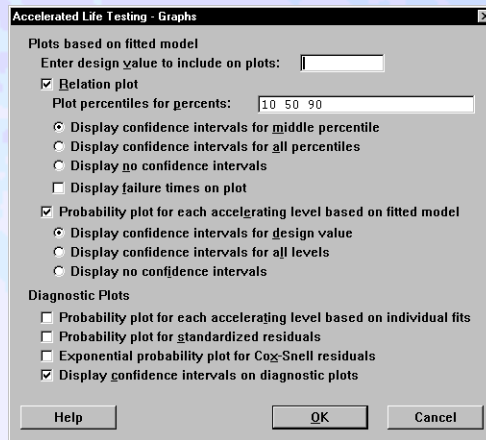 Accelerated Life Testing - Graphs
Plots based on fitted model
Enter design value to include on plots:
Relation plot
Plot percentiles for percents: 10 50 90
Display confidence intervals for middle percentile
Display confidence intervals for all percentiles
Display no confidence intervals
Display failure times on plot
Probability plot for each accelerating level based on fitted model
Display confidence intervals for design value
Display confidence intervals for all levels
Display no confidence intervals
Diagnostic Plots
Probability plot for each accelerating level based on individual fits
Probability plot for standardized residuals
Exponential probability plot for Cox-Snell residuals
Display confidence intervals on diagnostic plots
Help OK Cancel